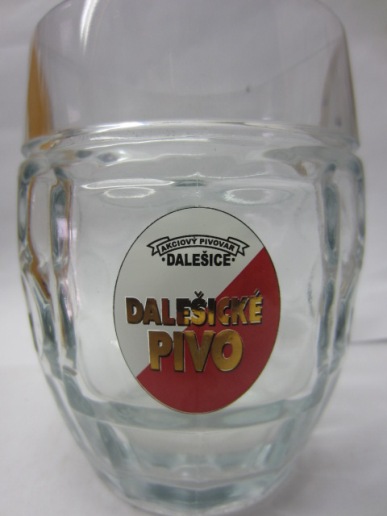 AKCIOVÝ PIVOVAR
·DALEŠICE·
DALEŠICKÉ
PIVO